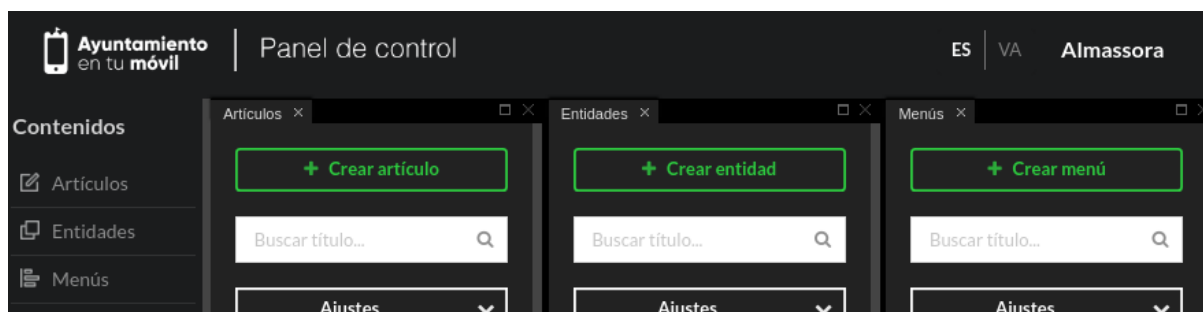 Ayuntamiento
en tu móvil
Panel de control
ES VA Almassora
Contenidos
Artículos
Entidades
Menús
Artículos
Crear artículo
Buscar título...
Ajustes
Entidades
Crear entidad
Buscar título...
Ajustes
Menús
Crear menú
Buscar título...
Ajustes